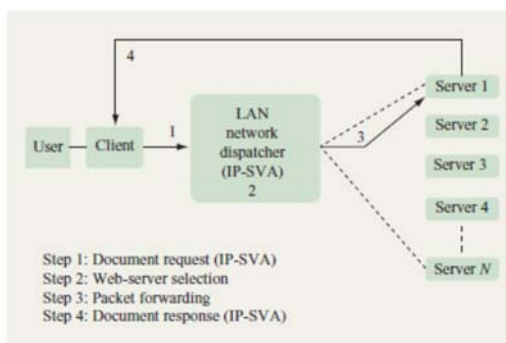 4
Server 1
LAN
network
dispatcher
(IP-SVA)
2
1
3
User
Client
Server 2
Server 3
Server 4
Server N
Step 1: Document request (IP-SVA)
Step 2: Web-server selection
Step 3: Packet forwarding
Step 4: Document response (IP-SVA)